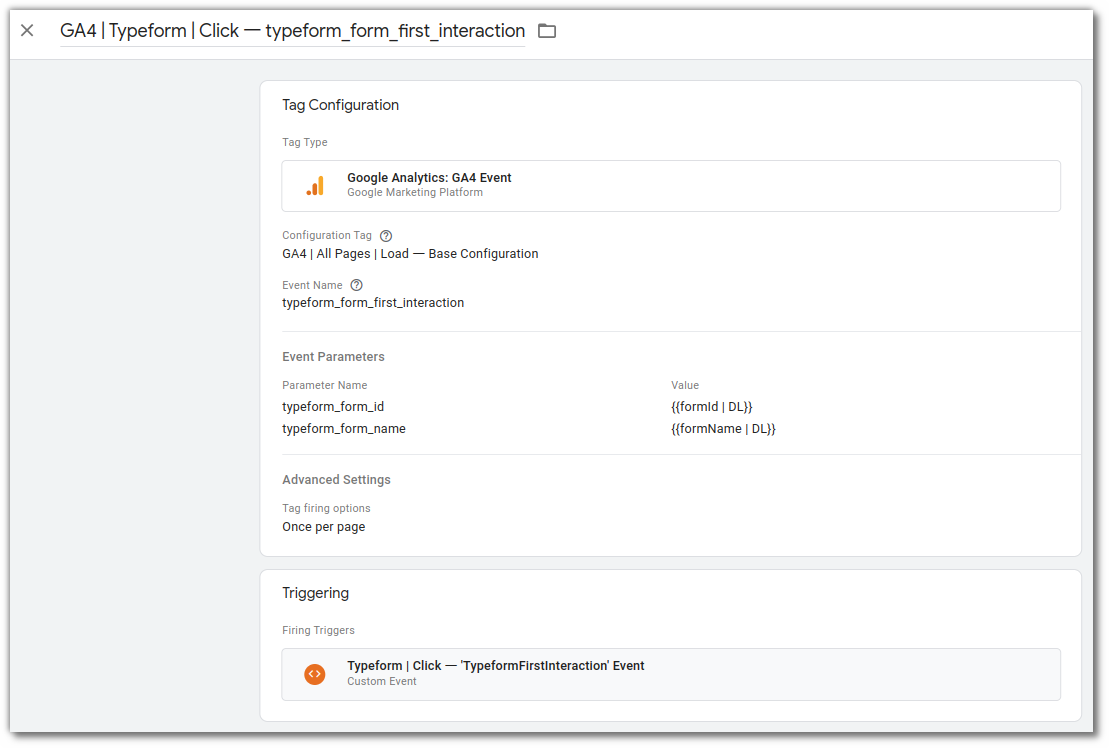 GA4 | Typeform | Click — typeform_form_first_interaction
Tag Configuration
Tag Type
Google Analytics: GA4 Event
Google Marketing Platform
Configuration Tag
GA4 | All Pages | Load — Base Configuration
Event Name
typeform_form_first_interaction
Event Parameters
Parameter Name Value
typeform_form_id {{formId | DL}}
typeform_form_name {{formName | DL}}
Advanced Settings
Tag firing options
Once per page
Triggering
Firing Triggers
Typeform | Click — 'TypeformFirstInteraction' Event
Custom Event